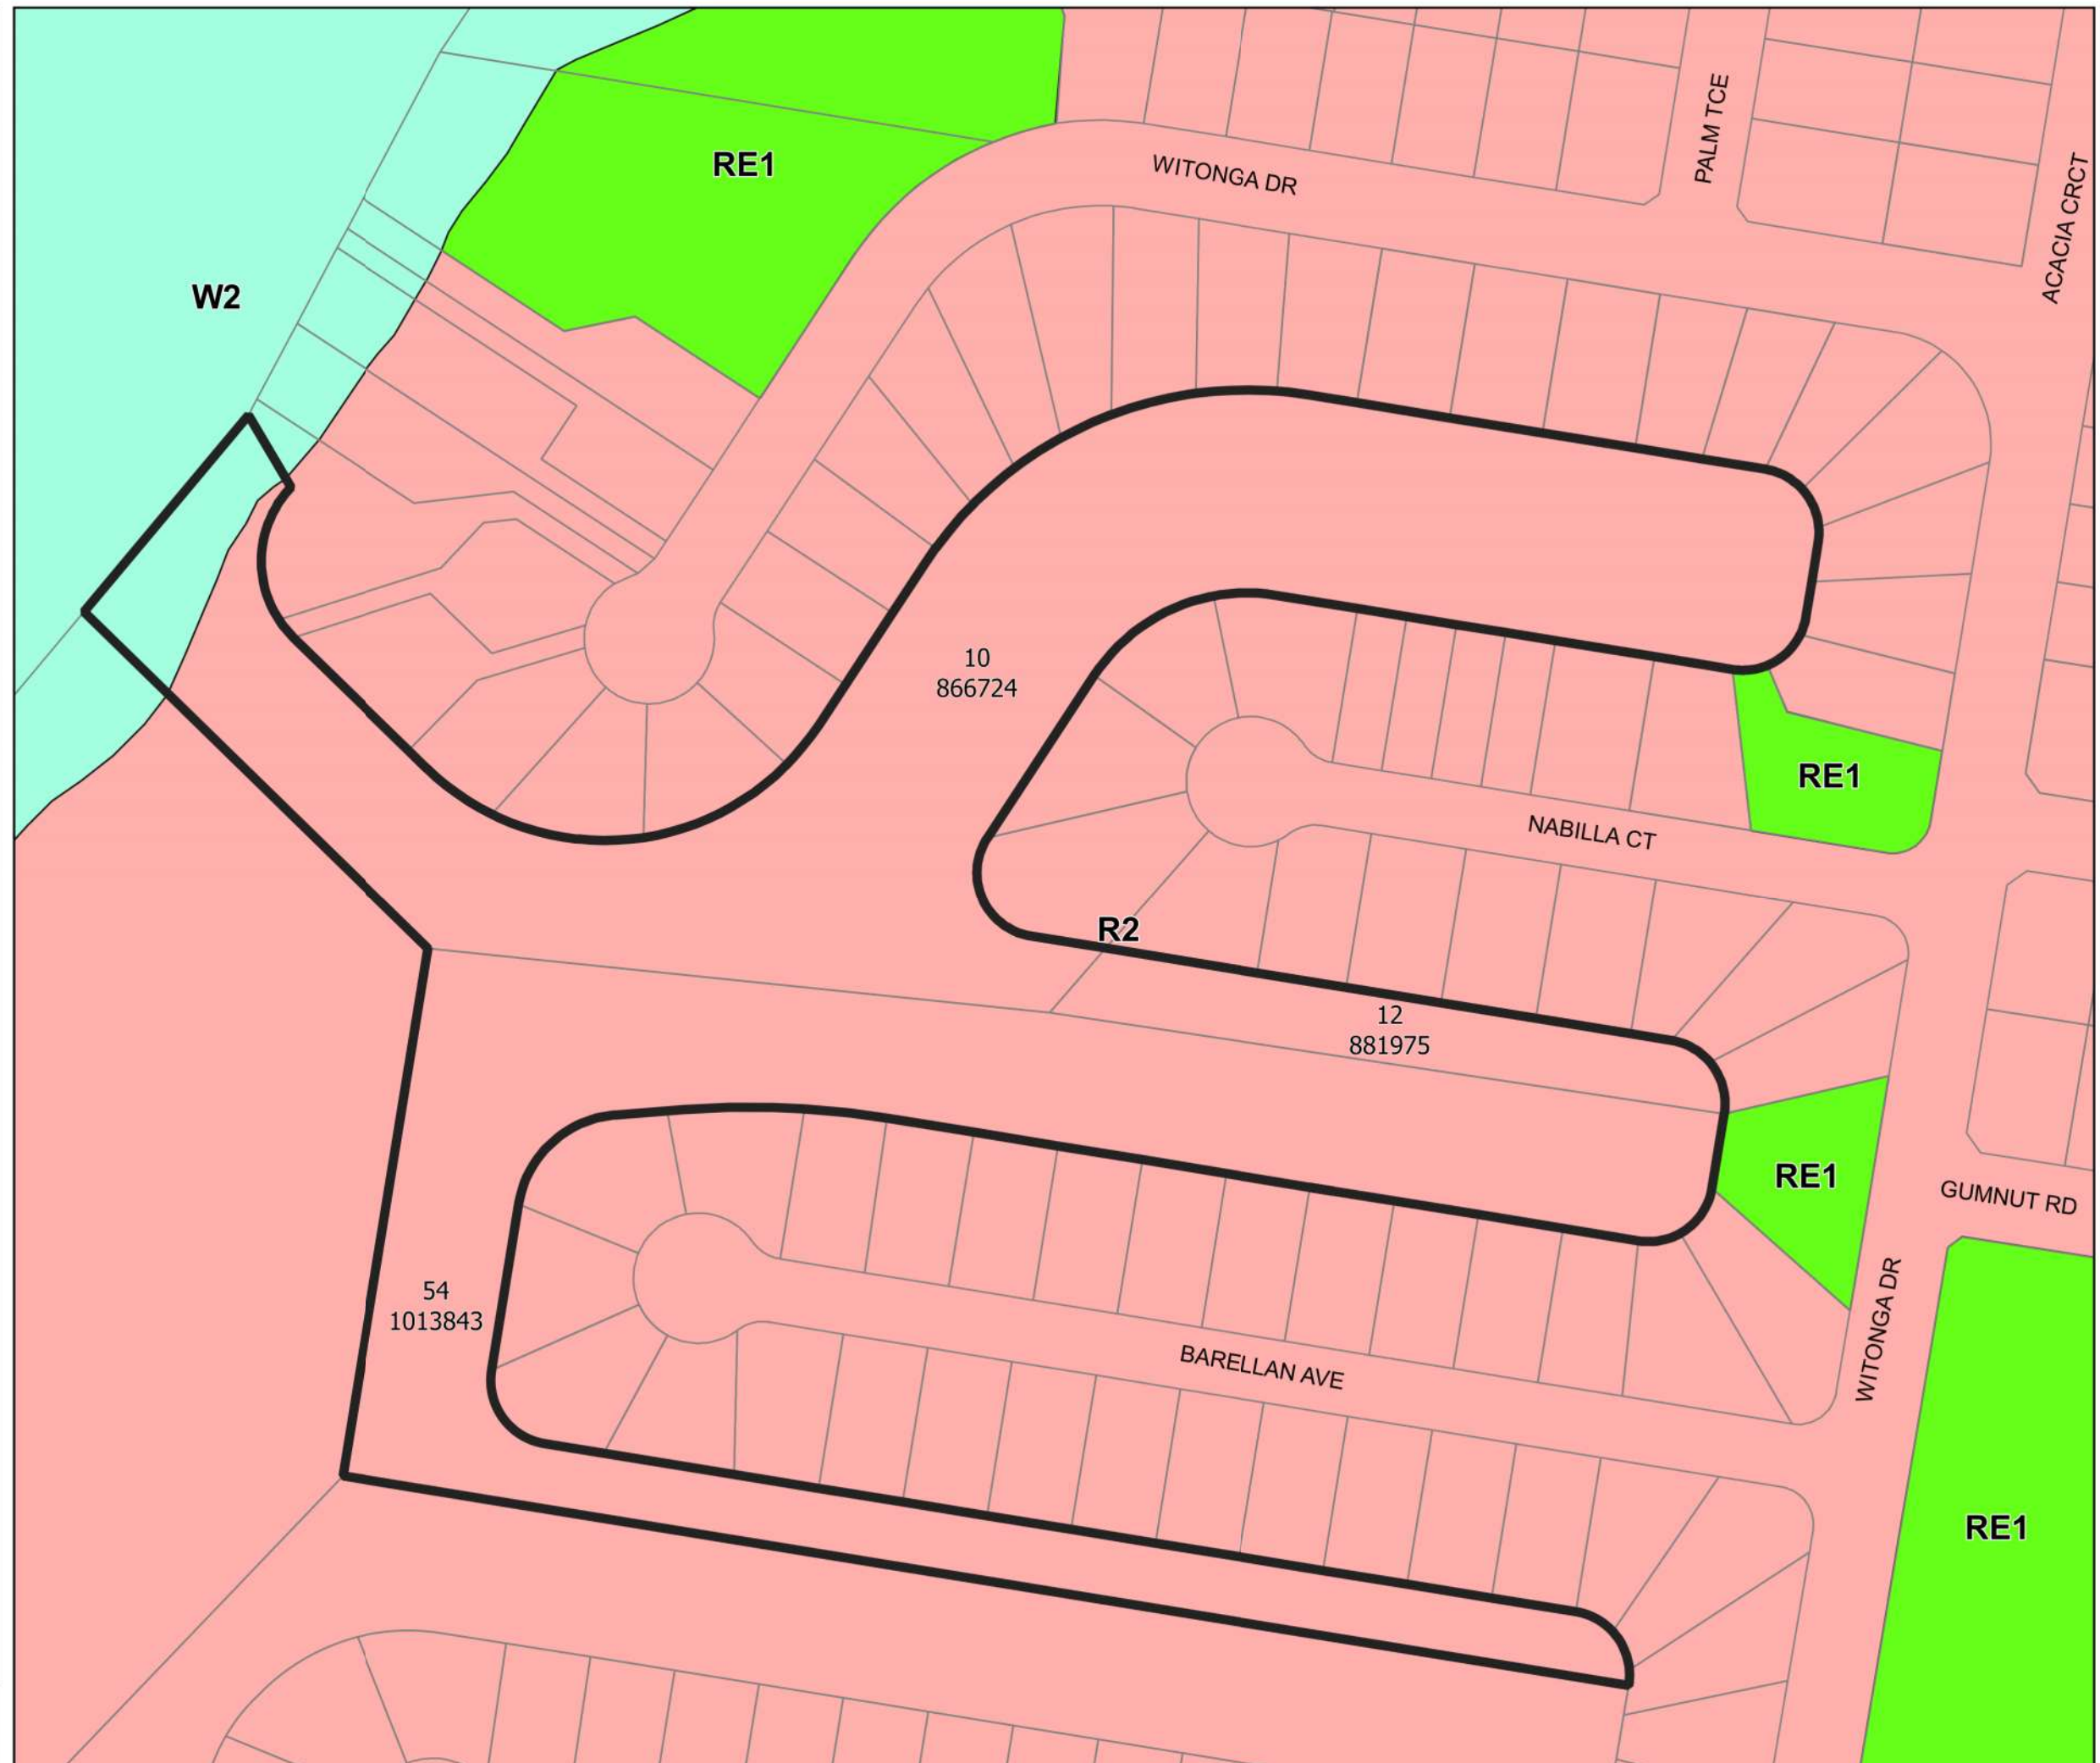 PALM TCE
RE1
WITONGA DR
ACACIA CRCT
W2
10
866724
RE1
NABILLA CT
R2
12
881975
RE1
GUMNUT RD
54
1013843
WITONGA DR
BARELLAN AVE
RE1